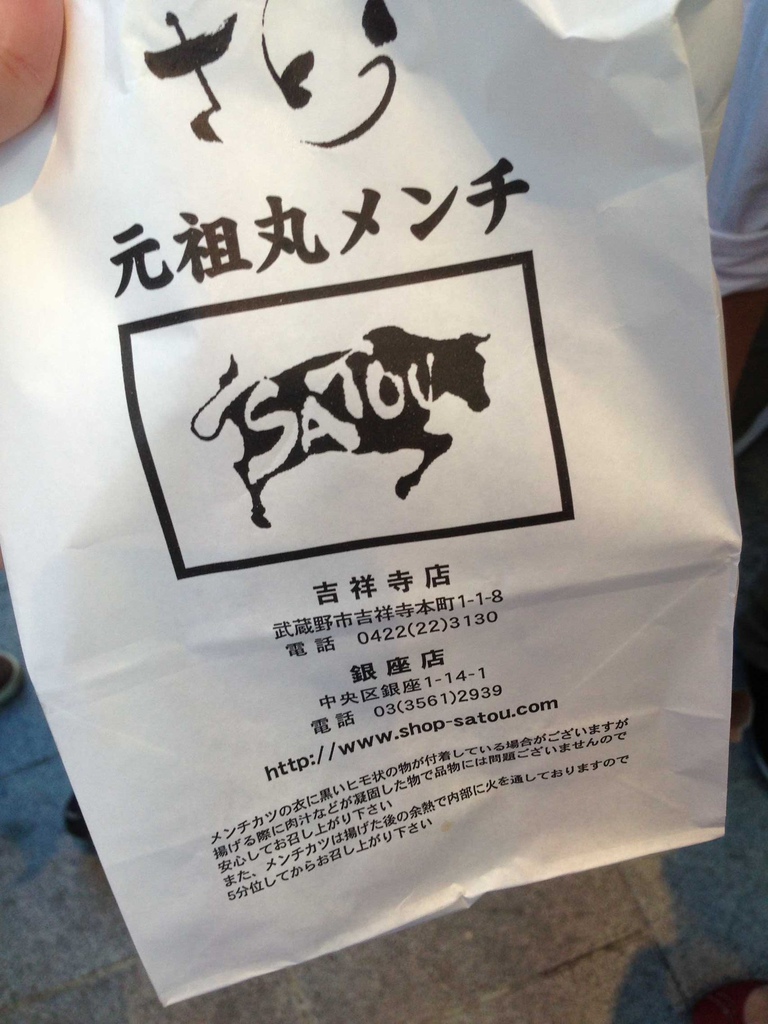 さとう
元祖丸メンチ
SATOU
吉祥寺店
武蔵野市吉祥寺本町1-1-8
電話 0422(22)3130
銀座店
中央区銀座1-14-1
電話 03(3561)2939
http://www.shop-satou.com
メンチカツの衣に黒いヒモ状の物が付着している場合がございますが
揚げる際に肉汁などが凝固した物で品物には問題ございませんので
安心してお召し上がり下さい
また、メンチカツは揚げた後の余熱で内部に火を通しておりますので
5分位してからお召し上がり下さい